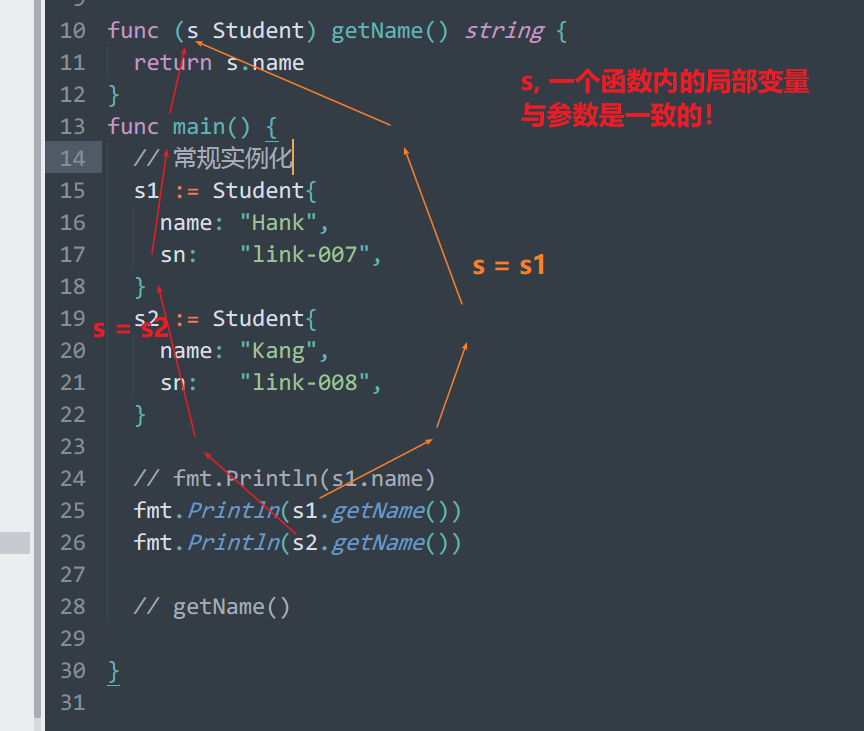 10 func (s Student) getName() string {
11 return s.name
12 }
13 func main() {
14 // 常规实例化
15 s1 := Student{
16 name: "Hank",
17 sn: "link-007",
18 }
19 s2 := Student{
20 name: "Kang",
21 sn: "link-008",
22 }
23
24 // fmt.Println(s1.name)
25 fmt.Println(s1.getName())
26 fmt.Println(s2.getName())
27
28 // getName()
29
30 }
31
s, 一个函数内的局部变量
与参数是一致的!
s = s1
s = s2